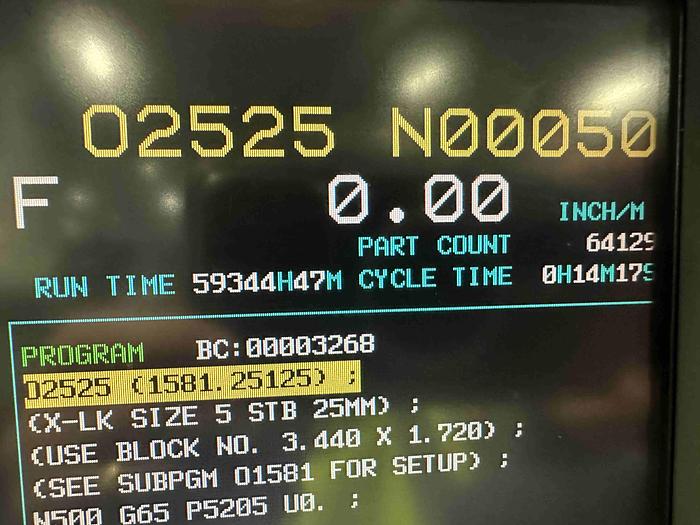 O2525 N00050
F 0.00 INCH/M
PART COUNT 64129
RUN TIME 59344H47M CYCLE TIME 0H14M17S
PROGRAM BC:00003268
O2525 (1581.25125) ;
(X-LK SIZE 5 STB 25MM) ;
(USE BLOCK NO. 3.440 X 1.720) ;
(SEE SUBPGM O1581 FOR SETUP) ;
N500 G65 P5205 U0. ;